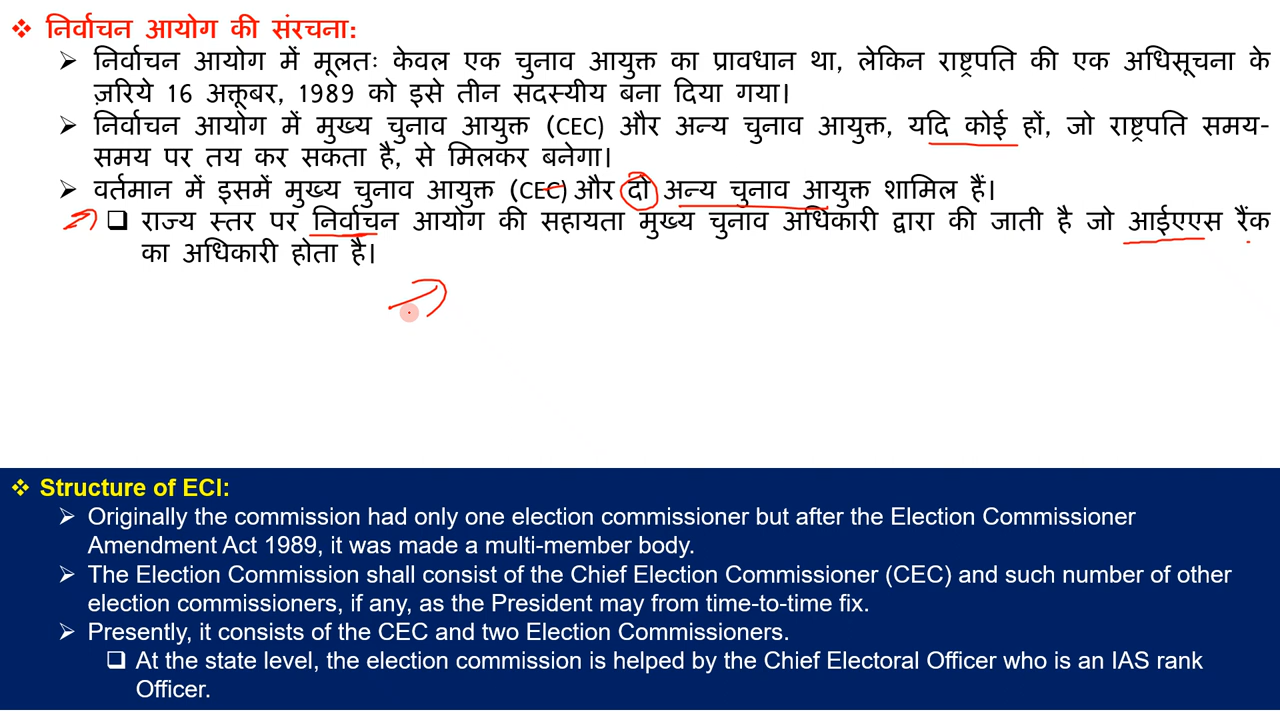 ❖ निर्वाचन आयोग की संरचना:
➢ निर्वाचन आयोग में मूलतः केवल एक चुनाव आयुक्त का प्रावधान था, लेकिन राष्ट्रपति की एक अधिसूचना के
ज़रिये 16 अक्तूबर, 1989 को इसे तीन सदस्यीय बना दिया गया।
➢ निर्वाचन आयोग में मुख्य चुनाव आयुक्त (CEC) और अन्य चुनाव आयुक्त, यदि कोई हों, जो राष्ट्रपति समय-
समय पर तय कर सकता है, से मिलकर बनेगा।
➢ वर्तमान में इसमें मुख्य चुनाव आयुक्त (CEC) और दो अन्य चुनाव आयुक्त शामिल हैं।
❑ राज्य स्तर पर निर्वाचन आयोग की सहायता मुख्य चुनाव अधिकारी द्वारा की जाती है जो आईएएस रैंक
का अधिकारी होता है।
❖ Structure of ECI:
➢ Originally the commission had only one election commissioner but after the Election Commissioner
Amendment Act 1989, it was made a multi-member body.
➢ The Election Commission shall consist of the Chief Election Commissioner (CEC) and such number of other
election commissioners, if any, as the President may from time-to-time fix.
➢ Presently, it consists of the CEC and two Election Commissioners.
❑ At the state level, the election commission is helped by the Chief Electoral Officer who is an IAS rank
Officer.